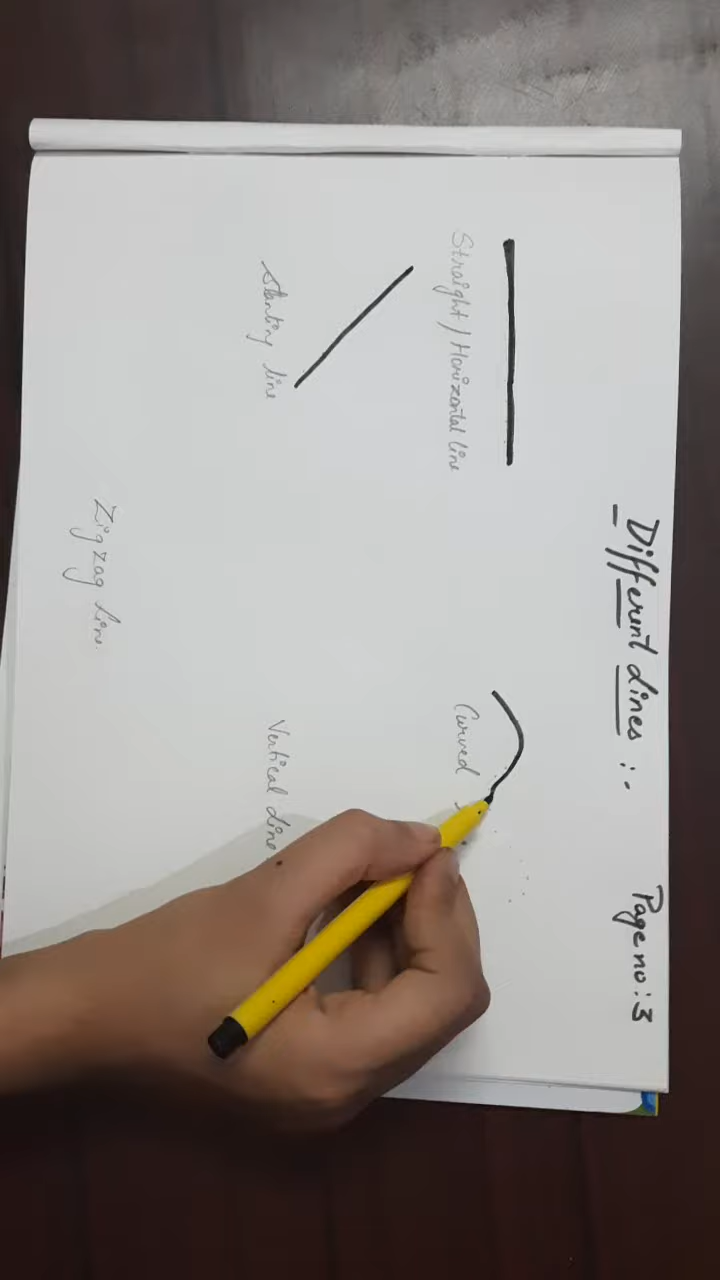 Different Lines :-
Page no : 3
Straight / Horizontal line
Curved
Slanting line
Vertical Line
Zigzag Line.